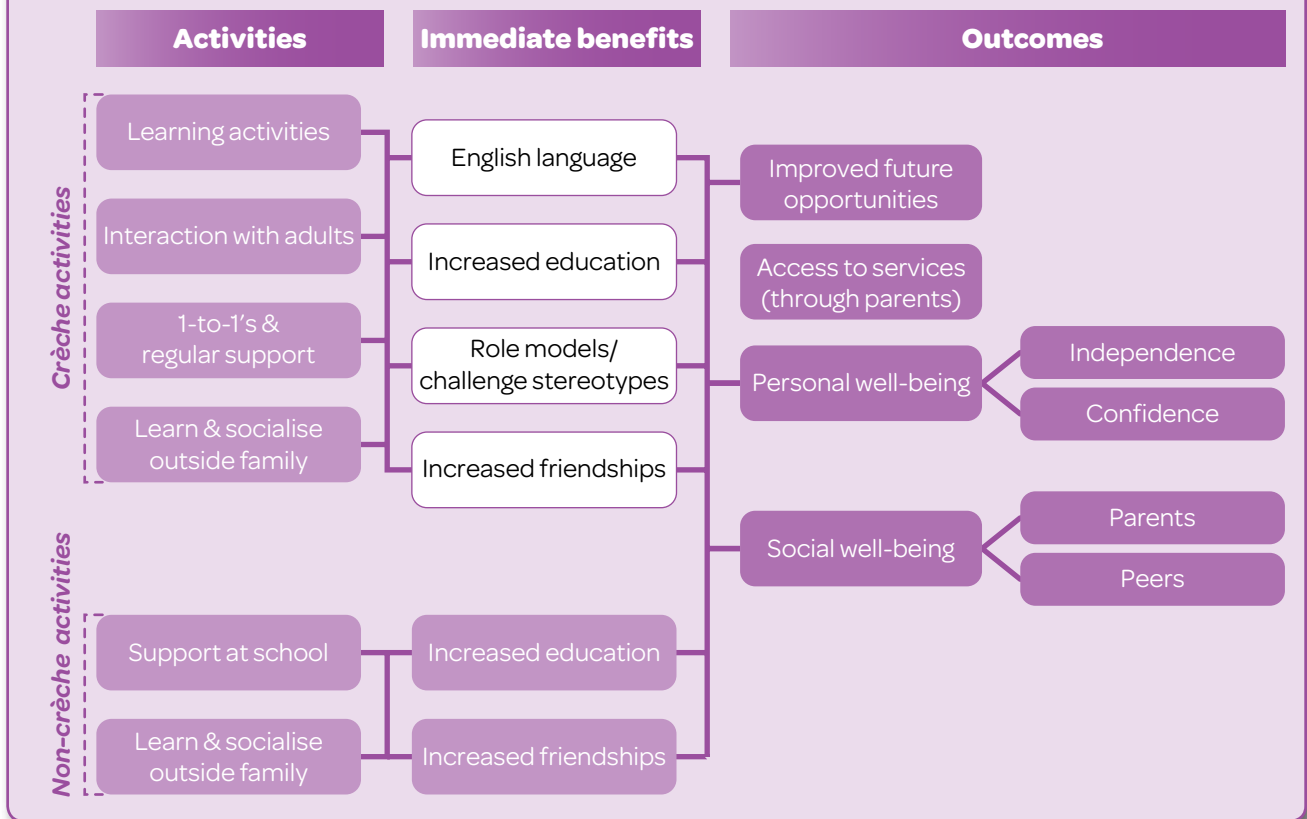 Activities
Immediate benefits
Outcomes
Crèche activities
Learning activities
Interaction with adults
1-to-1's &
regular support
Learn & socialise
outside family
English language
Increased education
Role models/
challenge stereotypes
Increased friendships
Improved future
opportunities
Access to services
(through parents)
Personal well-being
Independence
Confidence
Social well-being
Parents
Peers
Non-crèche activities
Support at school
Learn & socialise
outside family
Increased education
Increased friendships